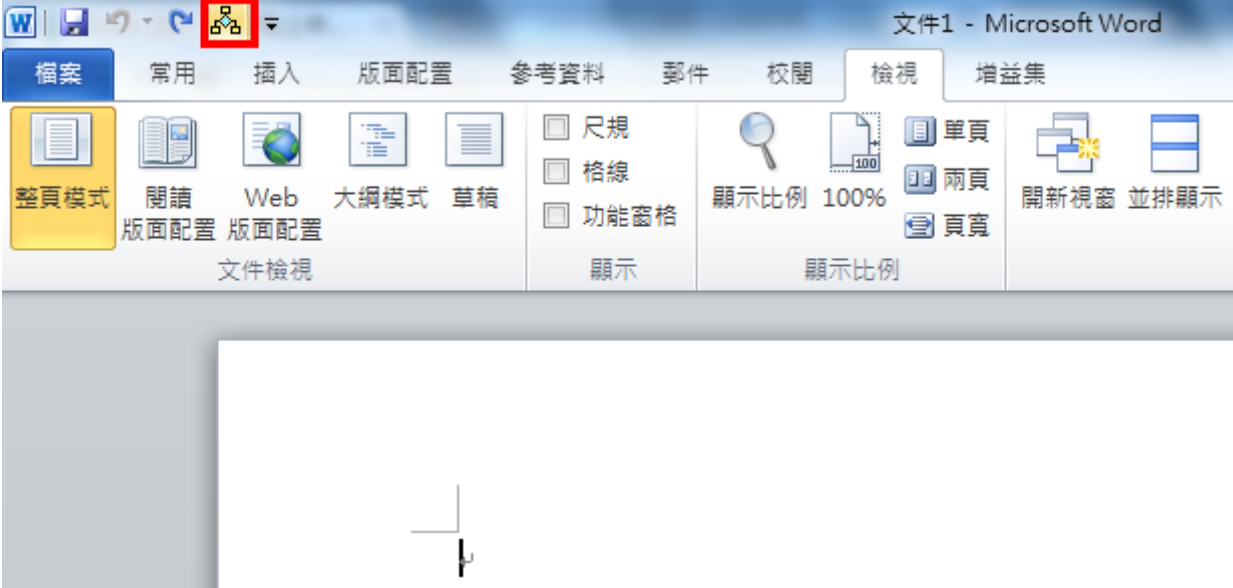 文件1 - Microsoft Word
檔案 常用 插入 版面配置 參考資料 郵件 校閱 檢視 增益集
整頁模式
閱讀
版面配置
Web
版面配置
大綱模式
草稿
文件檢視
尺規
格線
功能窗格
顯示
顯示比例
100
100%
單頁
兩頁
頁寬
顯示比例
開新視窗
並排顯示